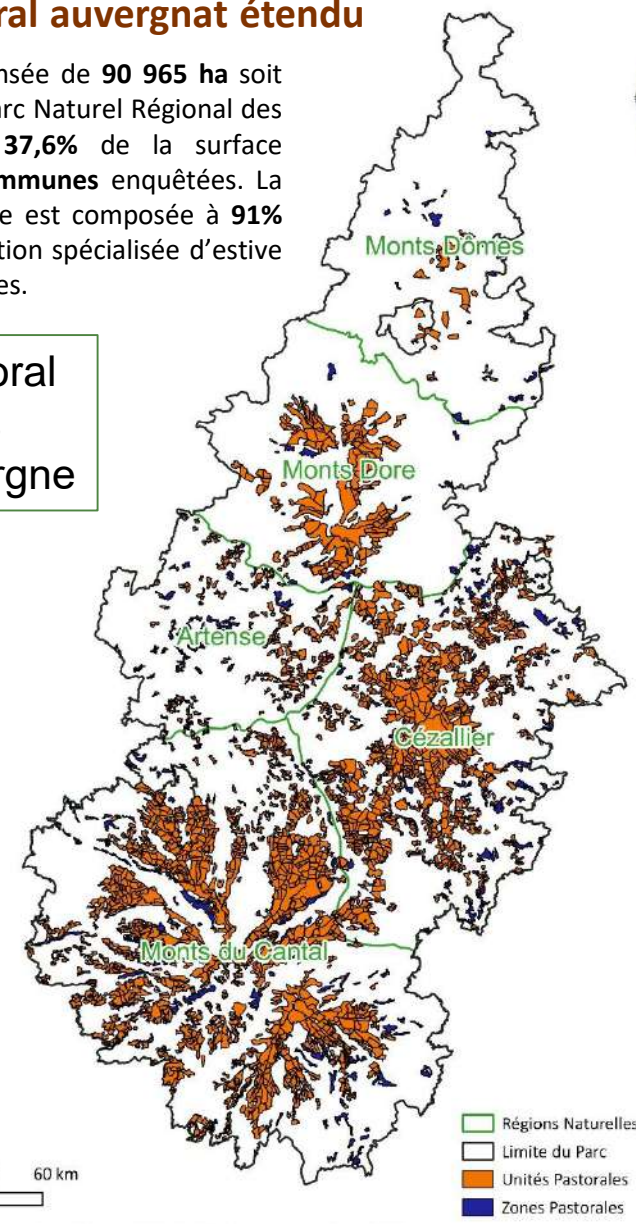 ral auvergnat étendu
nsée de 90 965 ha soit
arc Naturel Régional des
37,6% de la surface
mmunes enquêtées. La
e est composée à 91%
tion spécialisée d'estive
es.
oral
rgne
Monts Dômes
Monts Dore
Artense
Cézallier
Monts du Cantal
60 km
Régions Naturelles
Limite du Parc
Unités Pastorales
Zones Pastorales